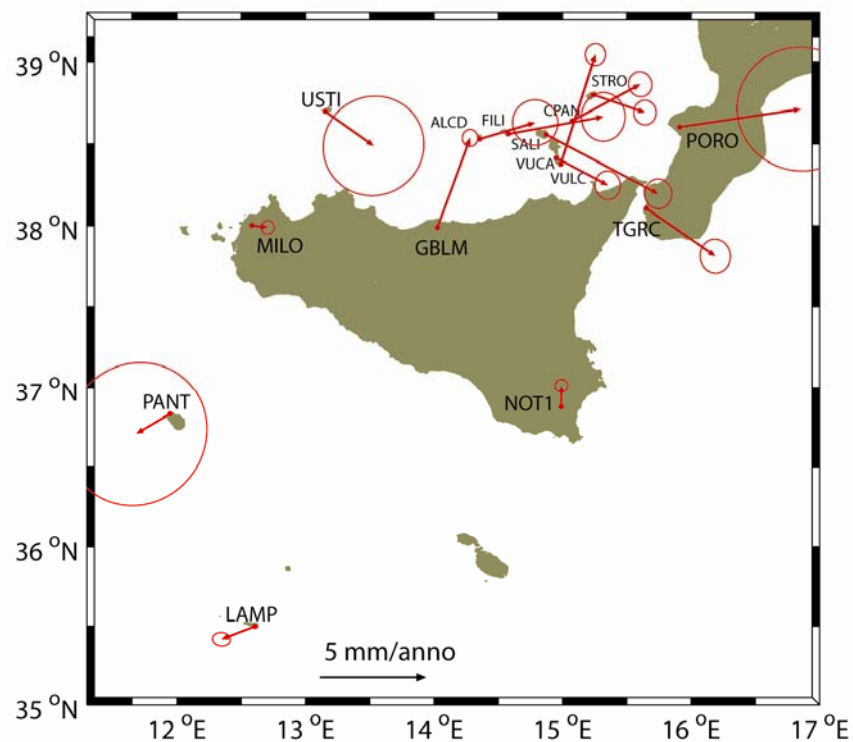 39 °N
STRO
USTI
ALCD
FILI
CPAN
PORO
SALI
VUCA
VULC
38 °N
TGRC
MILO
GBLM
37 °N
PANT
NOT1
36 °N
LAMP
5 mm/anno
35 °N
12 °E 13 °E 14 °E 15 °E 16 °E 17 °E